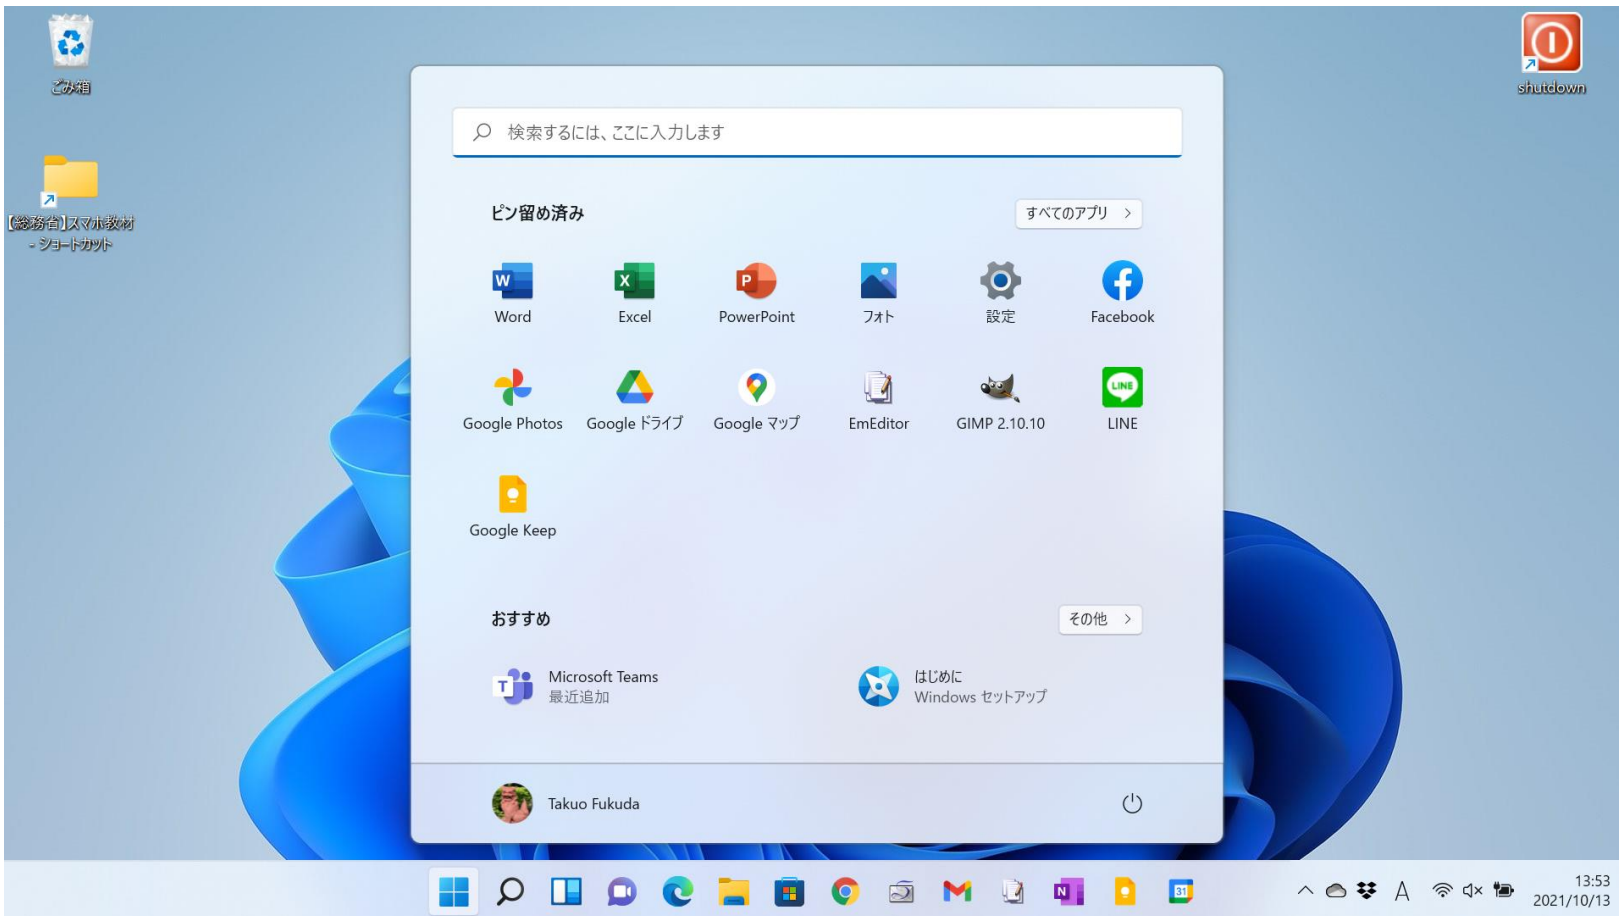 ごみ箱
【総務省】スマホ教材
- ショートカット
shutdown
検索するには、ここに入力します
ピン留め済み
すべてのアプリ
Word
Excel
PowerPoint
フォト
設定
Facebook
Google Photos
Google ドライブ
Google マップ
EmEditor
GIMP 2.10.10
LINE
LINE
Google Keep
おすすめ
その他
Microsoft Teams
最近追加
はじめに
Windows セットアップ
Takuo Fukuda
31
A
13:53
2021/10/13